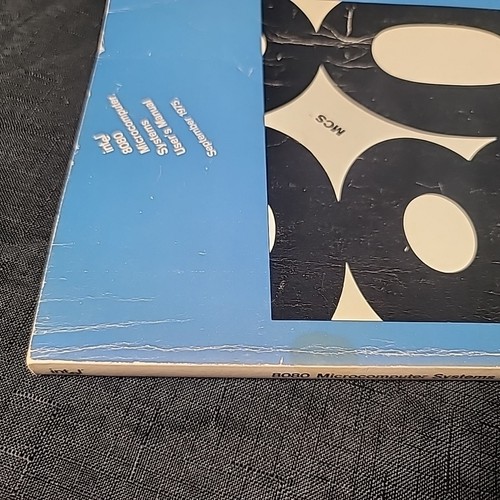 intel
8080
Microcomputer
Systems
User's Manual
September 1975.
MCS
intel
8080 Microcomputer Systems